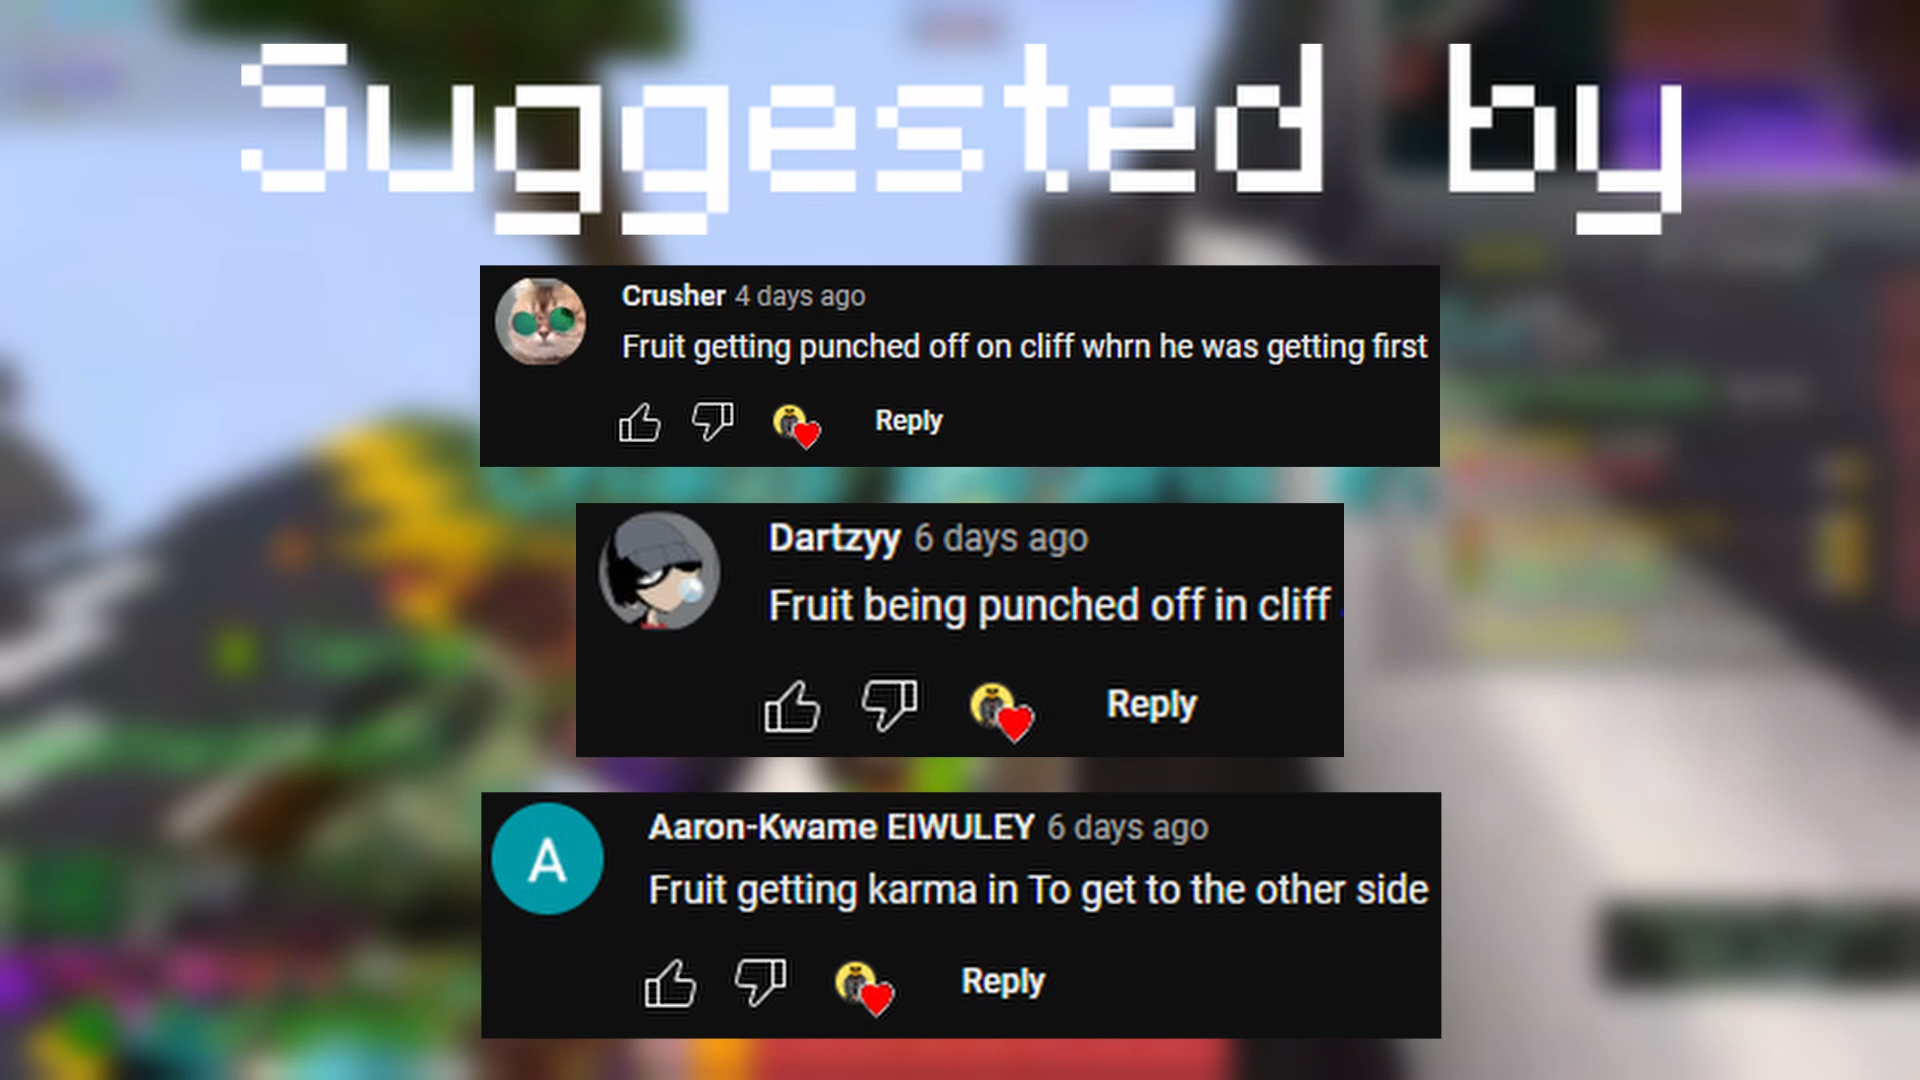 Suggested by
Crusher 4 days ago
Fruit getting punched off on cliff whrn he was getting first
Reply
Dartzyy 6 days ago
Fruit being punched off in cliff
Reply
A
Aaron-Kwame EIWULEY 6 days ago
Fruit getting karma in To get to the other side
Reply